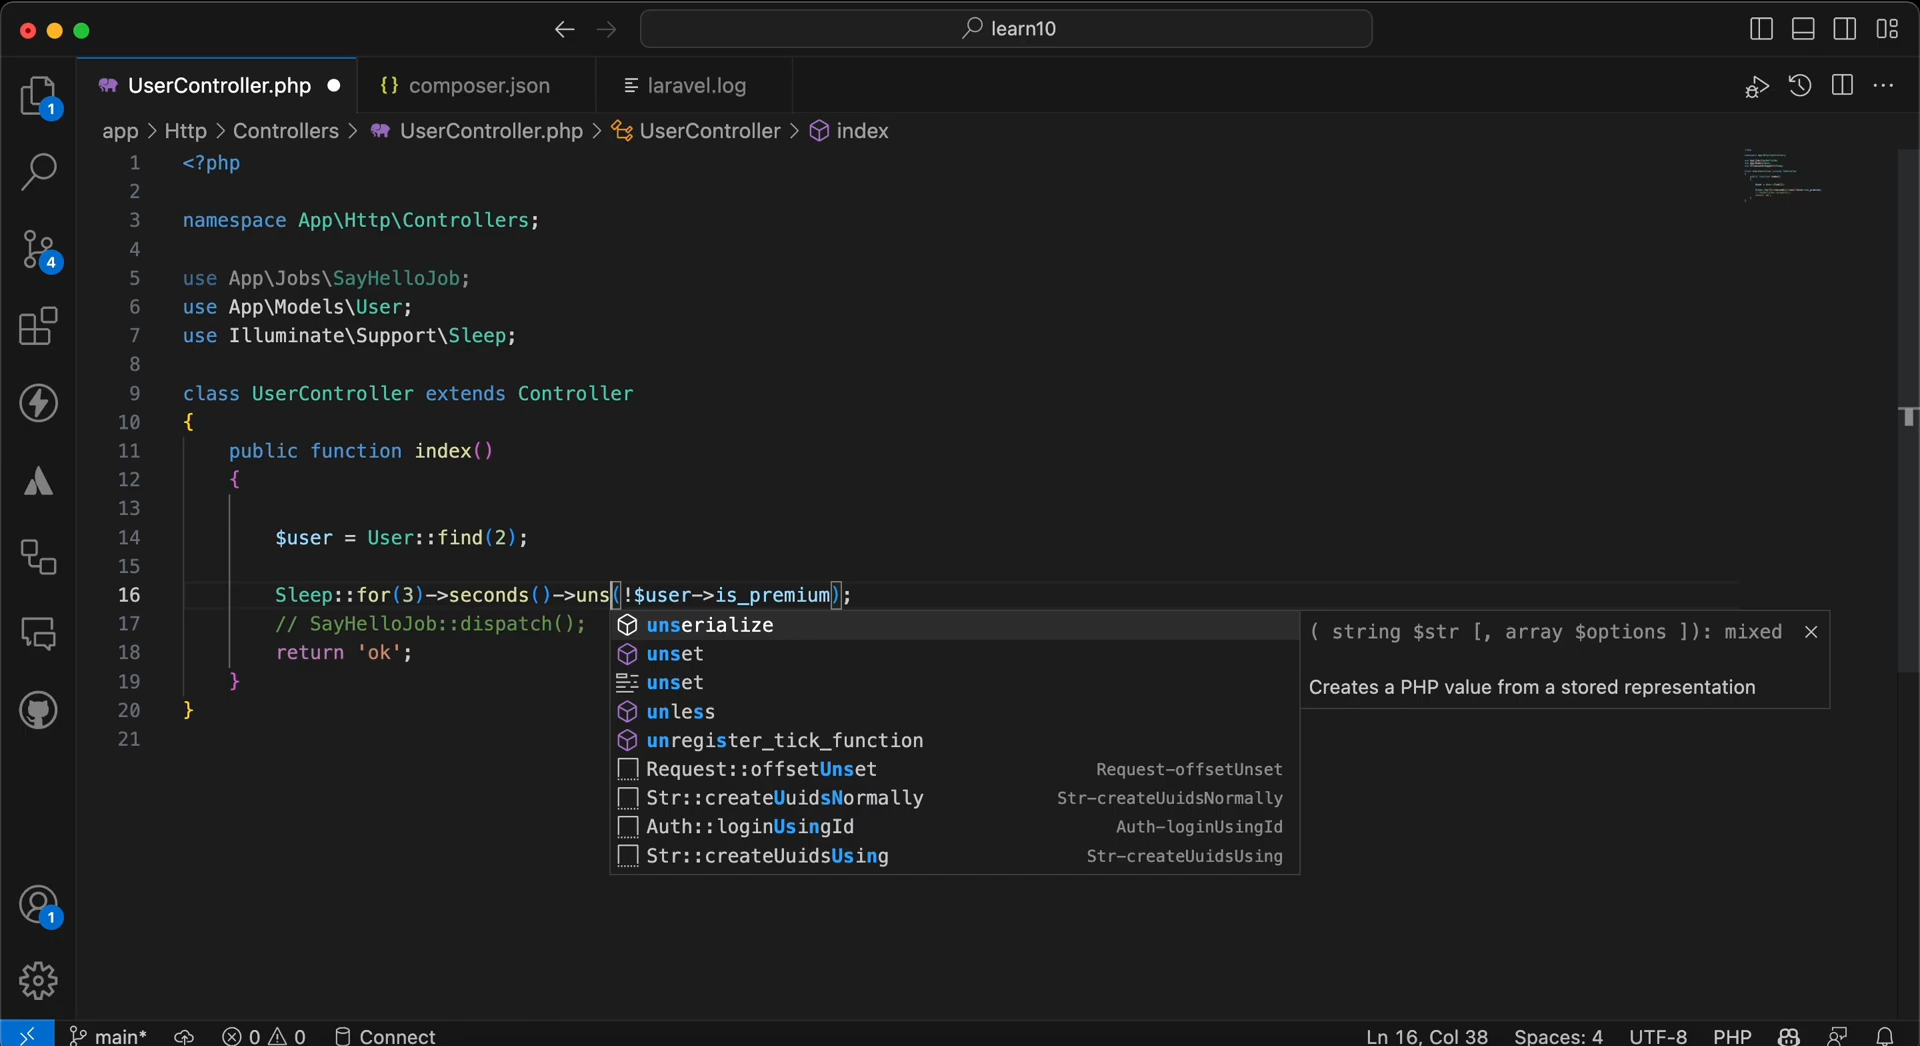 learn10
UserController.php
{} composer.json
laravel.log
1
app > Http > Controllers > UserController.php > UserController > index
1 <?php
2
3 namespace App\Http\Controllers;
4
4
5 use App\Jobs\SayHelloJob;
6 use App\Models\User;
7 use Illuminate\Support\Sleep;
8
9 class UserController extends Controller
10 {
11 public function index()
12 {
13
14 $user = User::find(2);
15
16 Sleep::for(3)->seconds()->uns(!$user->is_premium);
17 // SayHelloJob::dispatch();
18 return 'ok';
19 }
20 }
21
unserialize
unset
unset
unless
unregister_tick_function
Request::offsetUnset Request-offsetUnset
Str::createUuidsNormally Str-createUuidsNormally
Auth::loginUsingId Auth-loginUsingId
Str::createUuidsUsing Str-createUuidsUsing
( string $str [, array $options ]): mixed
Creates a PHP value from a stored representation
1
main* 0 0 Connect Ln 16, Col 38 Spaces: 4 UTF-8 PHP